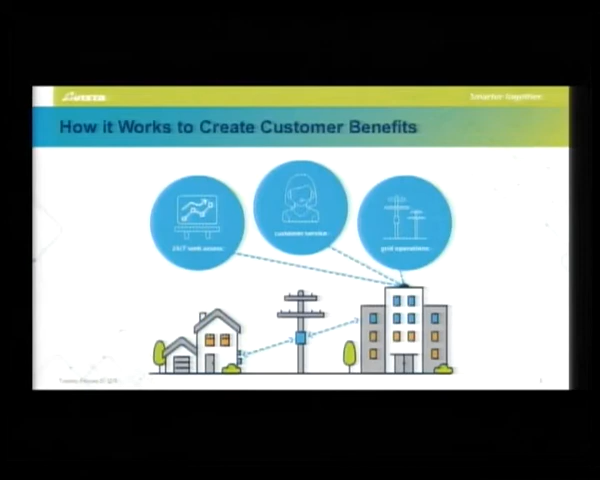 Smarter together.
How it Works to Create Customer Benefits
24/7 web access
customer service
grid operations